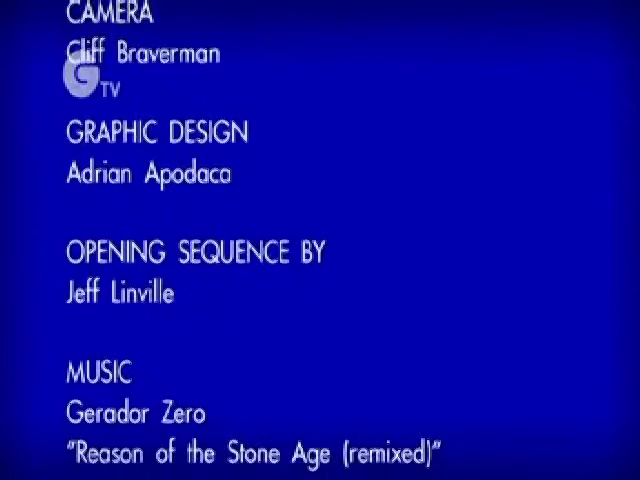 CAMERA
Cliff Braverman
G TV
GRAPHIC DESIGN
Adrian Apodaca
OPENING SEQUENCE BY
Jeff Linville
MUSIC
Gerador Zero
"Reason of the Stone Age (remixed)"